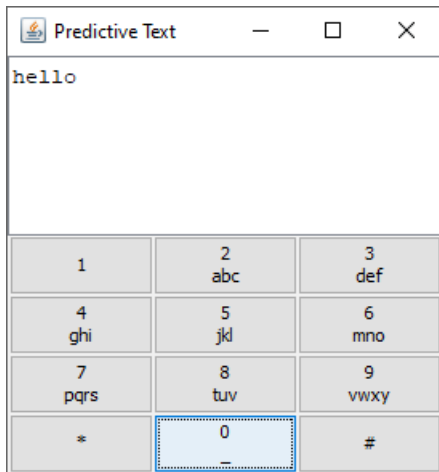 Predictive Text
hello
1
2
abc
3
def
4
ghi
5
jkl
6
mno
7
pqrs
8
tuv
9
vwxy
*
0
_
#